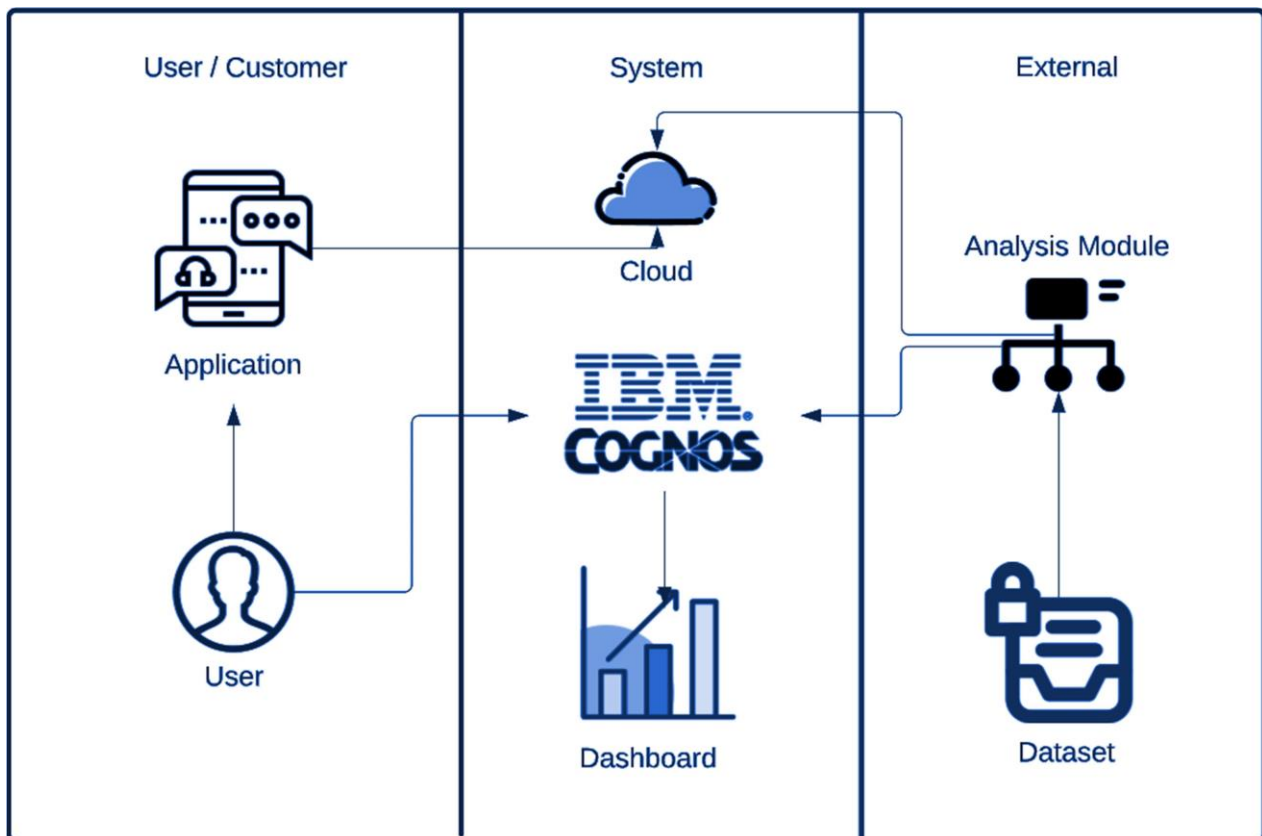 User / Customer
System
External
Cloud
Analysis Module
Application
IBM®
COGNOS
User
Dashboard
Dataset